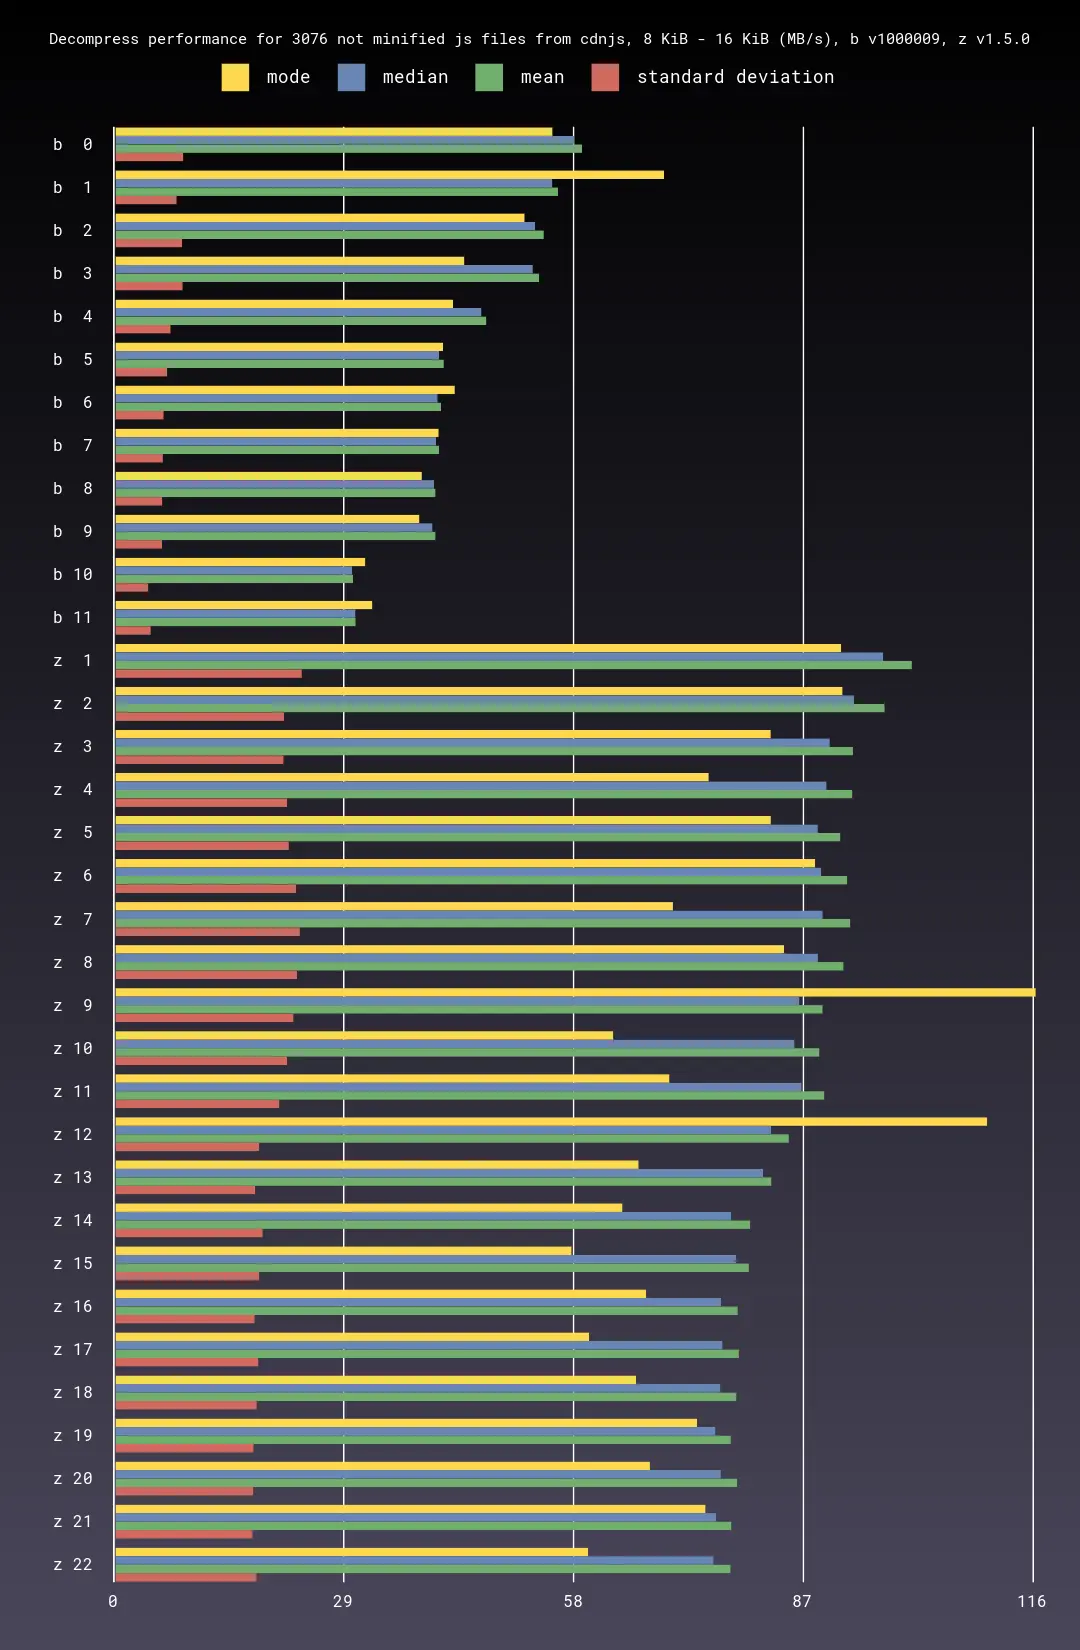 Decompress performance for 3076 not minified js files from cdnjs, 8 KiB - 16 KiB (MB/s), b v1000009, z v1.5.0
mode median mean standard deviation
b 0
b 1
b 2
b 3
b 4
b 5
b 6
b 7
b 8
b 9
b 10
b 11
z 1
z 2
z 3
z 4
z 5
z 6
z 7
z 8
z 9
z 10
z 11
z 12
z 13
z 14
z 15
z 16
z 17
z 18
z 19
z 20
z 21
z 22
0 29 58 87 116